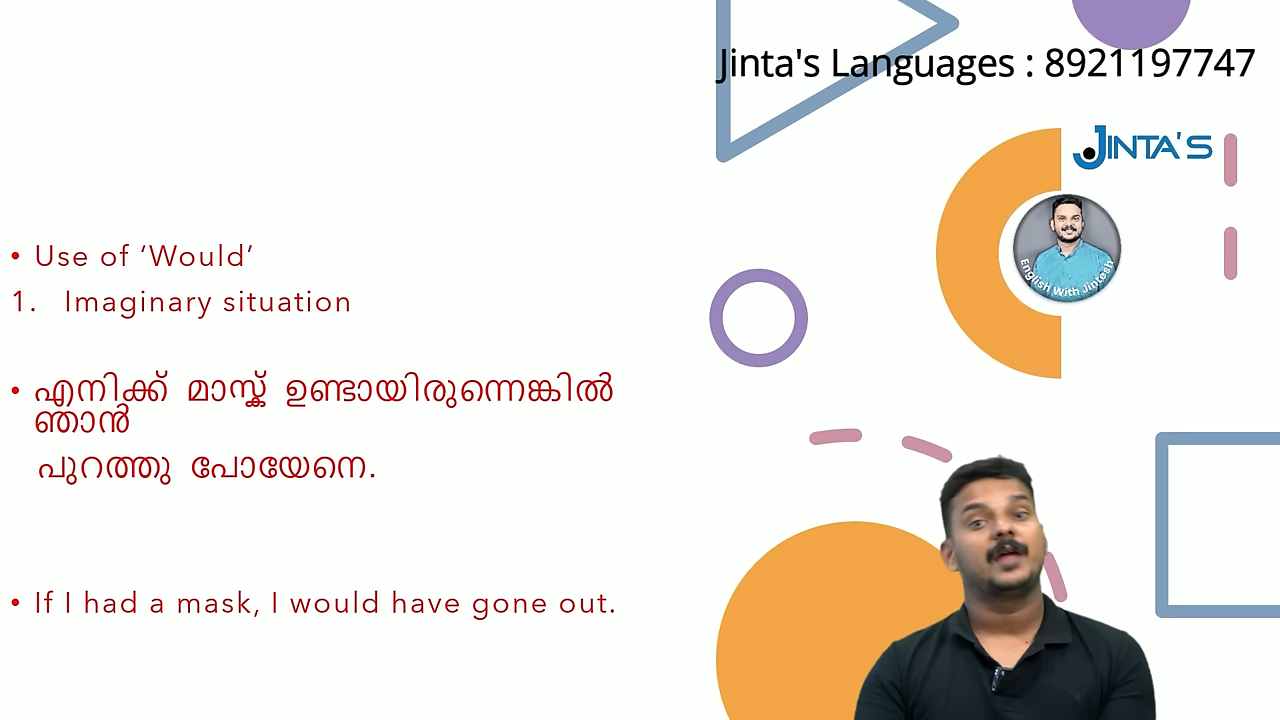 Jinta's Languages : 8921197747
JINTA'S
English With Jintesh
• Use of ‘Would’
1. Imaginary situation
• എനിക്ക് മാസ്ക് ഉണ്ടായിരുന്നെങ്കിൽ
ഞാൻ
പുറത്തു പോയേനെ.
• If I had a mask, I would have gone out.